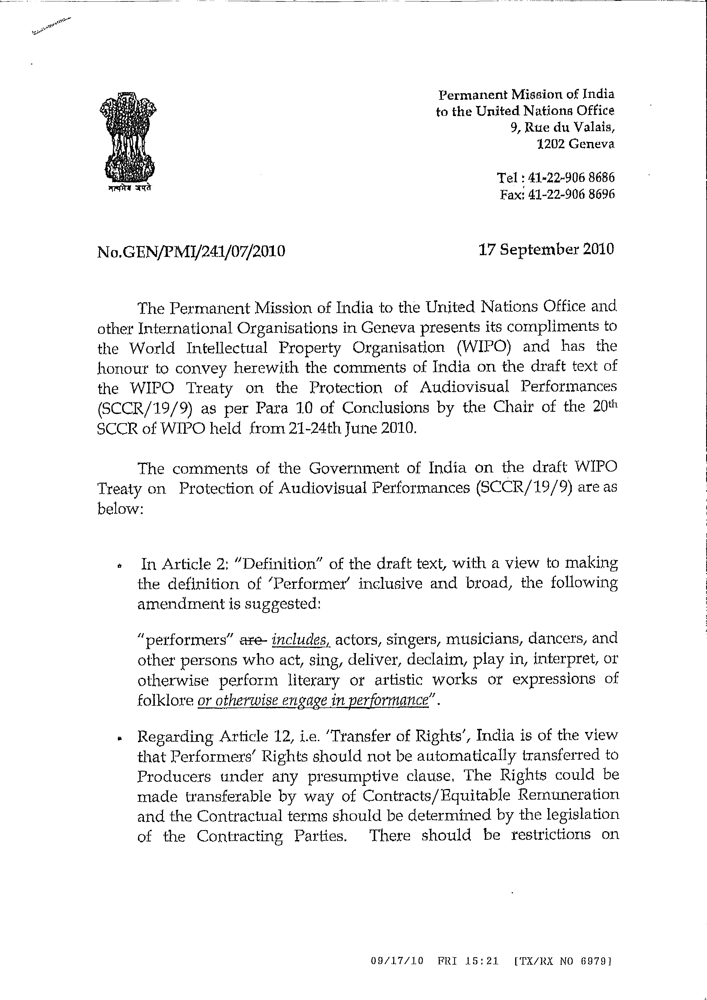 सत्यमेव जयते
Permanent Mission of India
to the United Nations Office
9, Rue du Valais,
1202 Geneva
Tel : 41-22-906 8686
Fax: 41-22-906 8696
No.GEN/PMI/241/07/2010
17 September 2010
The Permanent Mission of India to the United Nations Office and
other International Organisations in Geneva presents its compliments to
the World Intellectual Property Organisation (WIPO) and has the
honour to convey herewith the comments of India on the draft text of
the WIPO Treaty on the Protection of Audiovisual Performances
(SCCR/19/9) as per Para 10 of Conclusions by the Chair of the 20th
SCCR of WIPO held from 21-24th June 2010.
The comments of the Government of India on the draft WIPO
Treaty on Protection of Audiovisual Performances (SCCR/19/9) are as
below:
• In Article 2: "Definition" of the draft text, with a view to making
the definition of 'Performer' inclusive and broad, the following
amendment is suggested:
"performers" are includes, actors, singers, musicians, dancers, and
other persons who act, sing, deliver, declaim, play in, interpret, or
otherwise perform literary or artistic works or expressions of
folklore or otherwise engage in performance".
• Regarding Article 12, i.e. 'Transfer of Rights', India is of the view
that Performers' Rights should not be automatically transferred to
Producers under any presumptive clause. The Rights could be
made transferable by way of Contracts/Equitable Remuneration
and the Contractual terms should be determined by the legislation
of the Contracting Parties. There should be restrictions on
09/17/10 FRI 15:21 [TX/RX NO 6979]